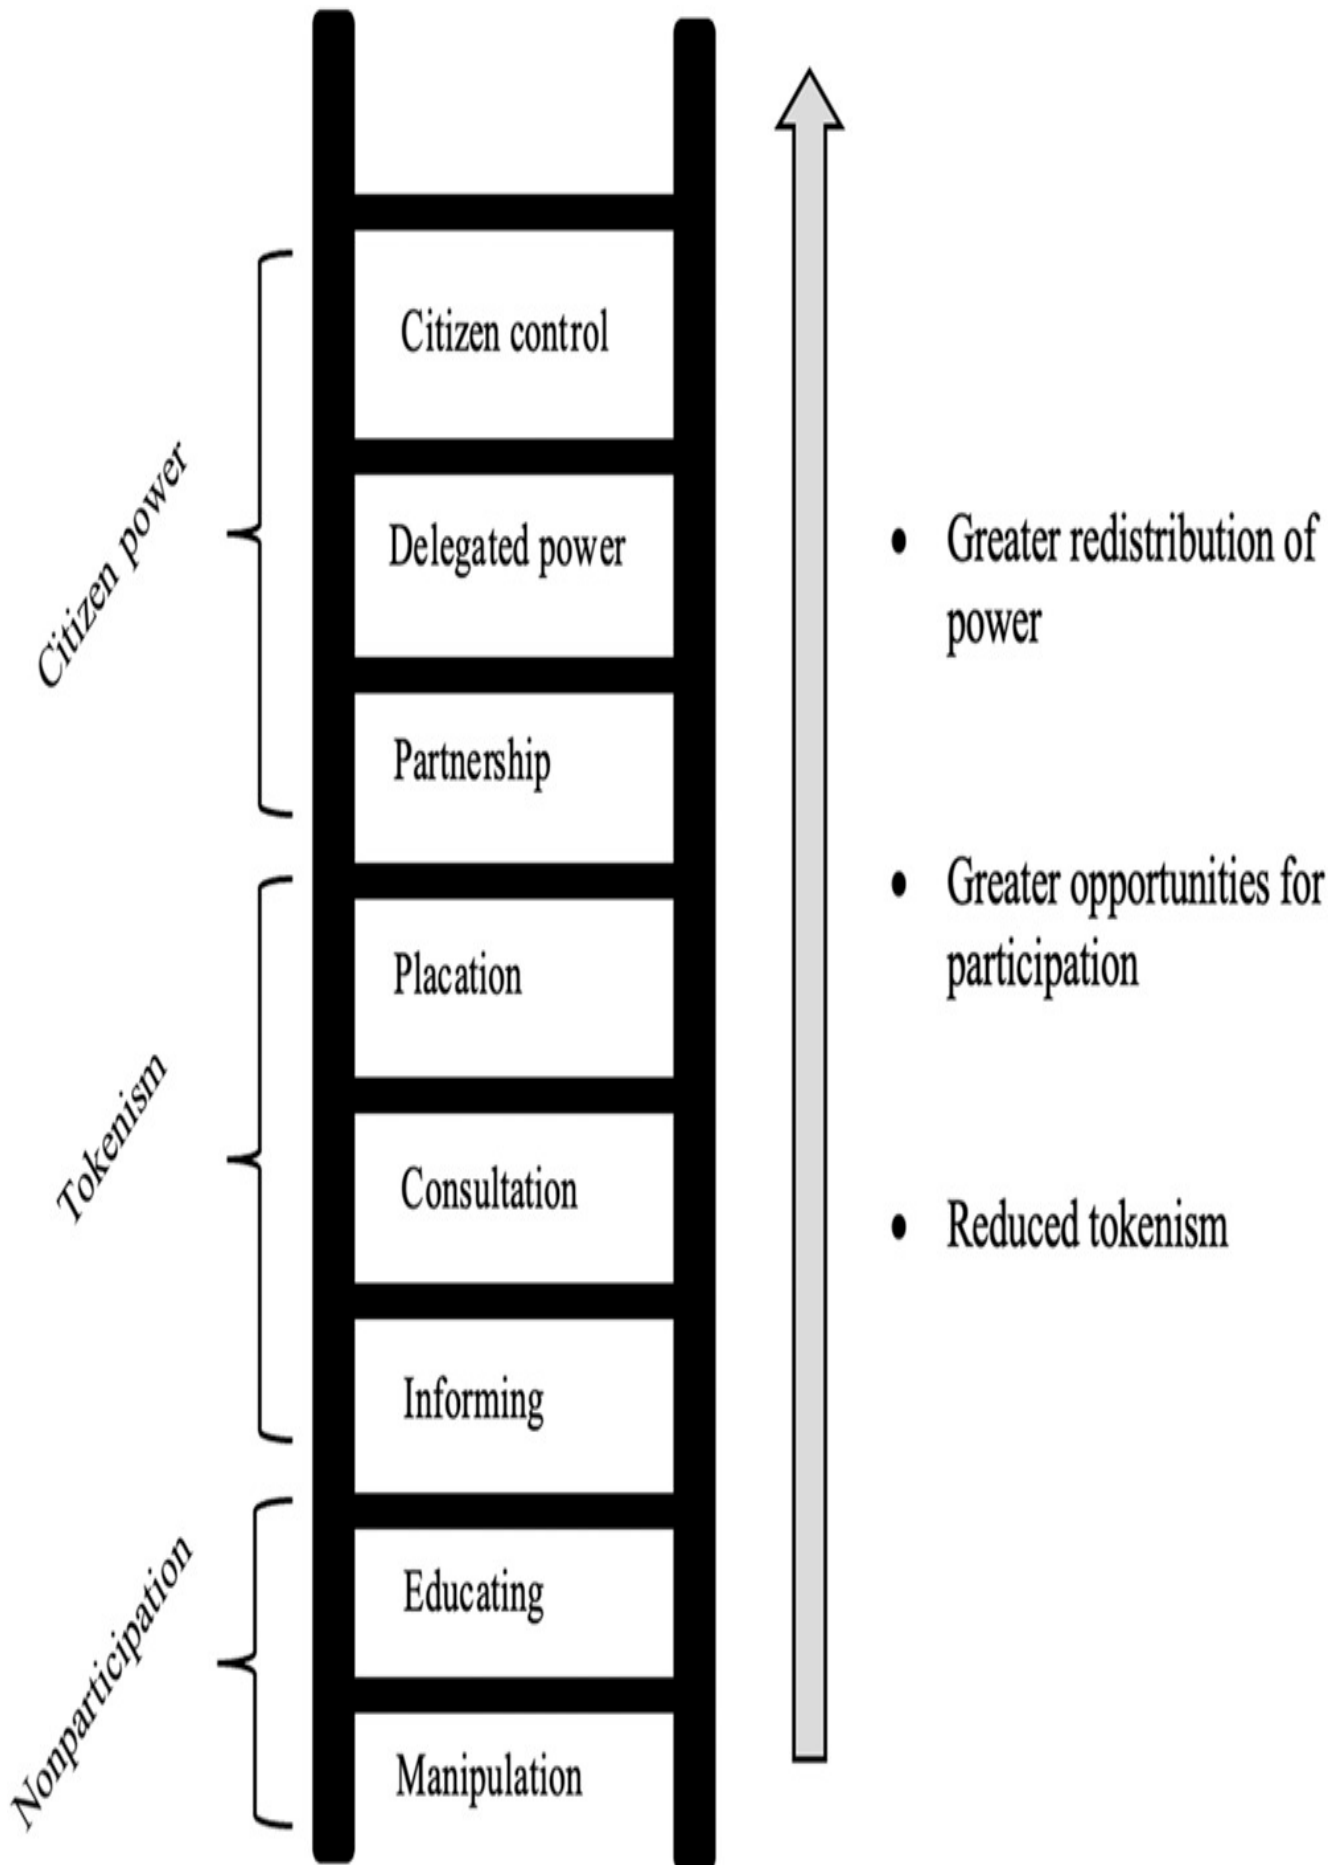 Citizen power
Citizen control
Delegated power
Partnership
Tokenism
Placation
Consultation
Informing
Nonparticipation
Educating
Manipulation
• Greater redistribution of
power
• Greater opportunities for
participation
• Reduced tokenism